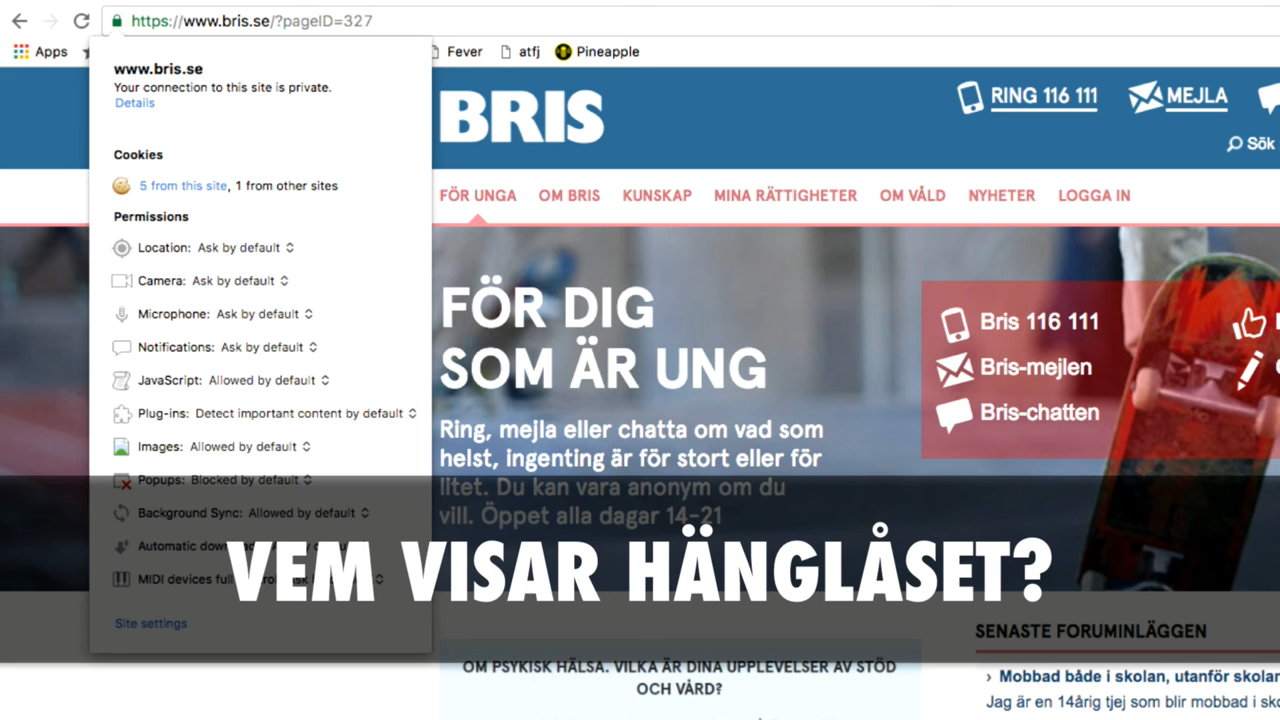 https://www.bris.se/?pageID=327
Apps
Fever
atfj
Pineapple
www.bris.se
Your connection to this site is private.
Details
Cookies
5 from this site, 1 from other sites
Permissions
Location: Ask by default
Camera: Ask by default
Microphone: Ask by default
Notifications: Ask by default
JavaScript: Allowed by default
Plug-ins: Detect important content by default
Images: Allowed by default
Popups: Blocked by default
Background Sync: Allowed by default
Automatic
MIDI devices full
Site settings
BRIS
RING 116 111
MEJLA
Sök
FÖR UNGA
OM BRIS
KUNSKAP
MINA RÄTTIGHETER
OM VÅLD
NYHETER
LOGGA IN
FÖR DIG
SOM ÄR UNG
Ring, mejla eller chatta om vad som
helst, ingenting är för stort eller för
litet. Du kan vara anonym om du
vill. Öppet alla dagar 14-21
Bris 116 111
Bris-mejlen
Bris-chatten
VEM VISAR HÄNGLÅSET?
OM PSYKISK HÄLSA. VILKA ÄR DINA UPPLEVELSER AV STÖD
OCH VÅRD?
SENASTE FORUMINLÄGGEN
› Mobbad både i skolan, utanför skolan
Jag är en 14årig tjej som blir mobbad i